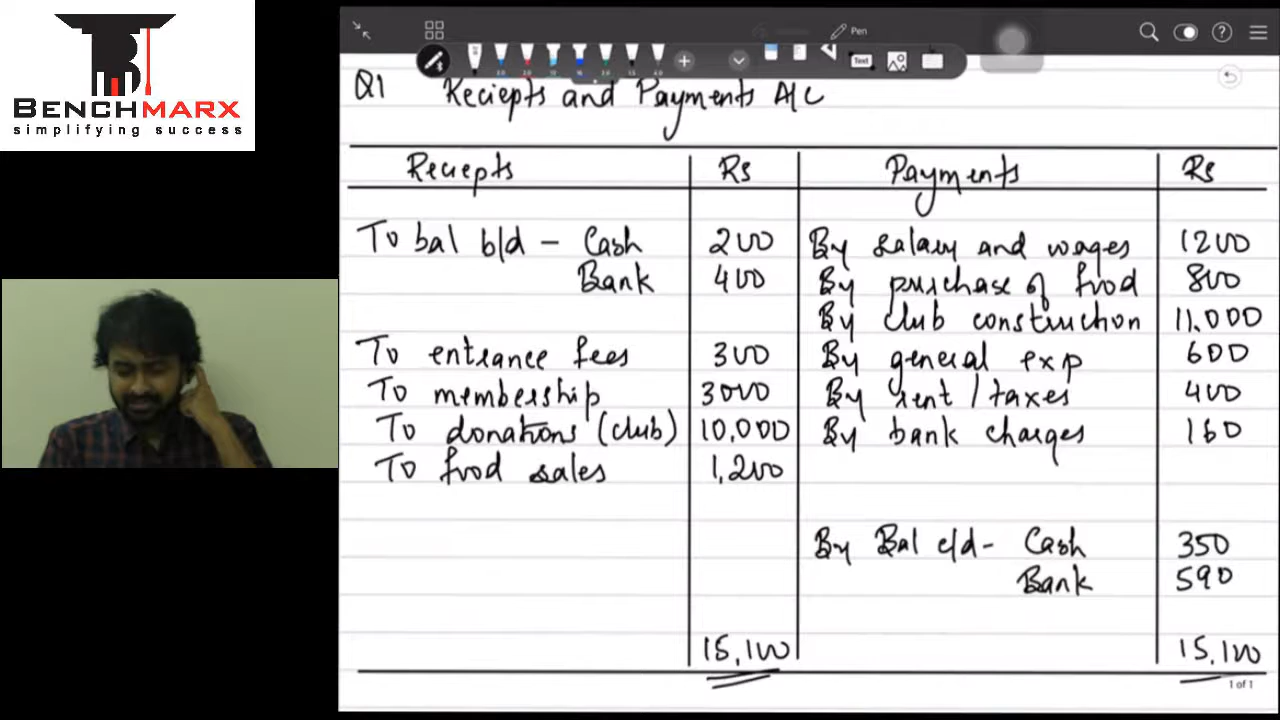 BENCHMARX
simplifying success
Pen
Text
Q1 Reciepts and Payments A/C
Reciepts Rs Payments Rs
To bal b/d - Cash 200 By salary and wages 1200
Bank 400 By purchase of food 800
By club construction 11,000
To entrance fees 300 By general exp 600
To membership 3000 By rent / taxes 400
To donations (club) 10,000 By bank charges 160
To food sales 1,200
By Bal c/d - Cash 350
Bank 590
15,100 15,100
1 of 1